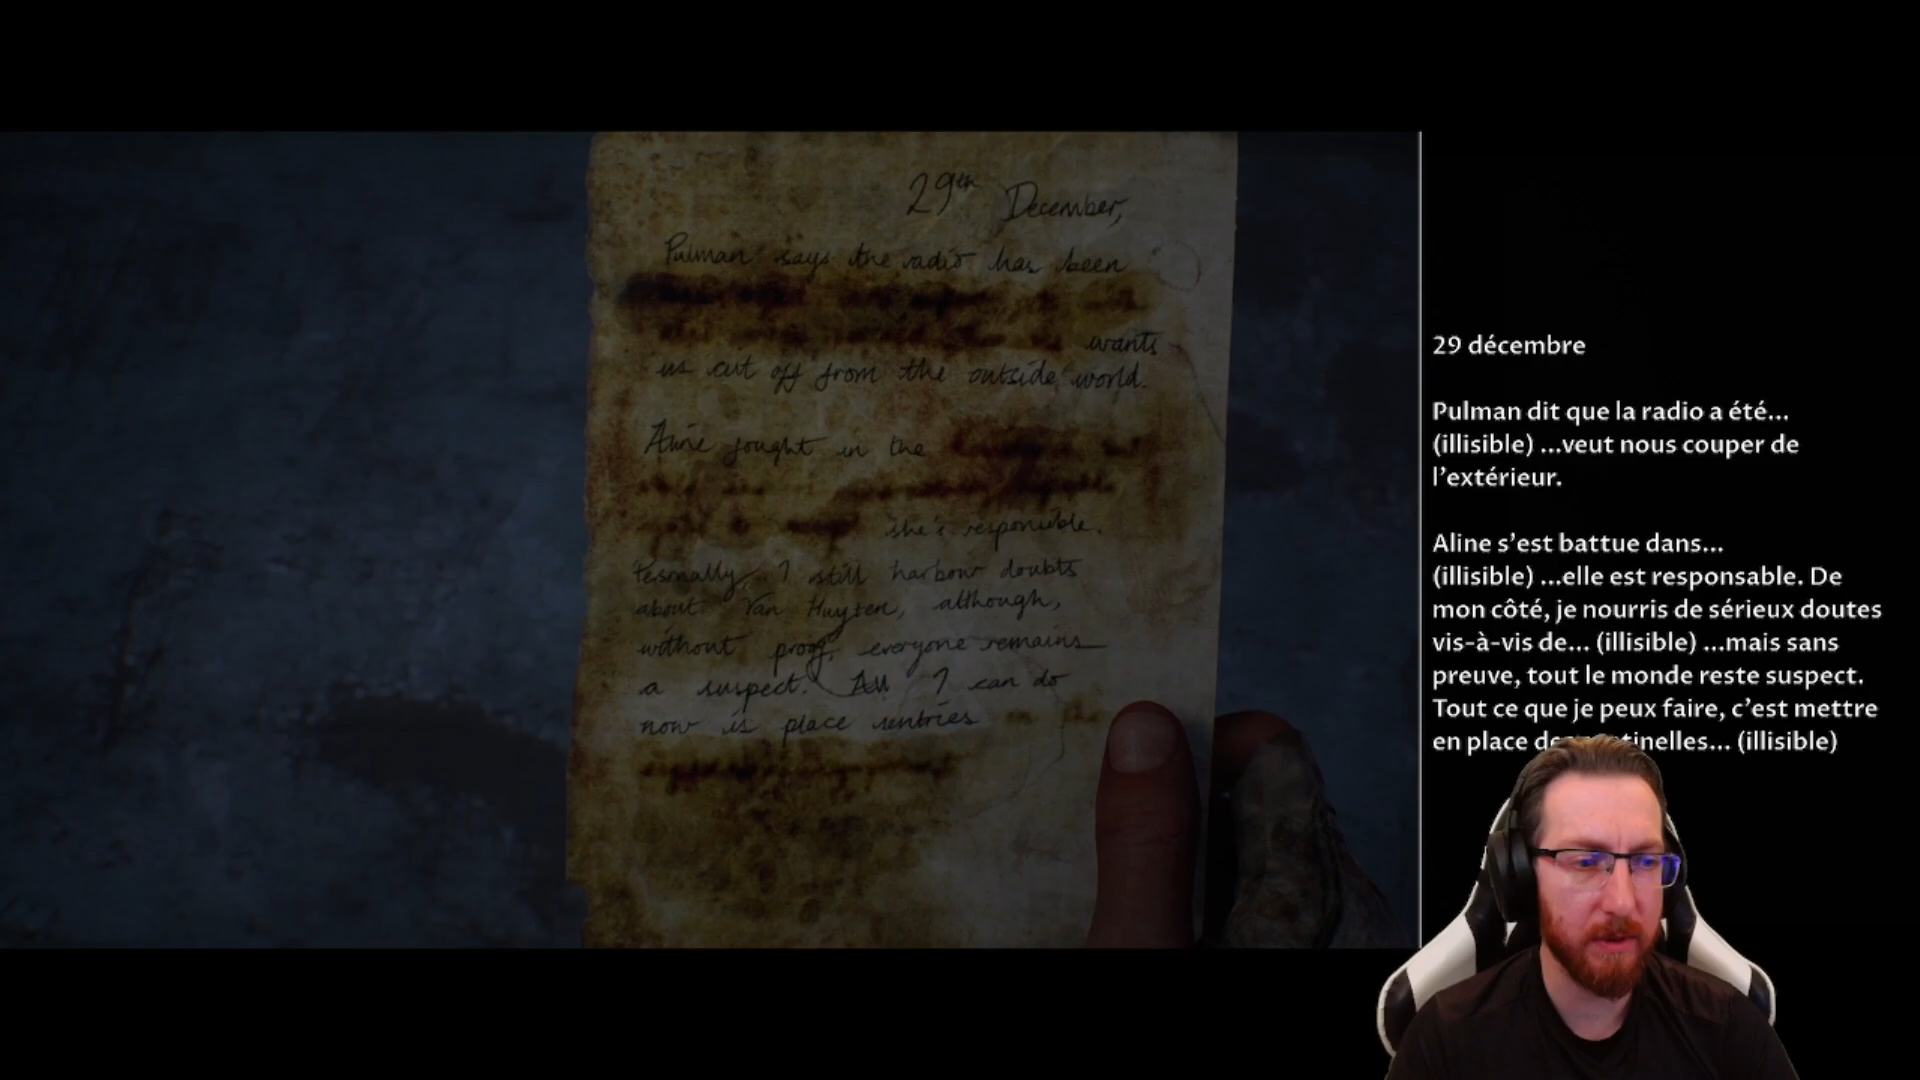 29th December,
Pulman says the radio has been
wants
us cut off from the outside world.
Aline fought in the
she's responsible.
Personally, I still harbour doubts
about Van Huyten, although,
without proof, everyone remains
a suspect. All I can do
now is place sentries
29 décembre
Pulman dit que la radio a été...
(illisible) ...veut nous couper de
l'extérieur.
Aline s'est battue dans...
(illisible) ...elle est responsable. De
mon côté, je nourris de sérieux doutes
vis-à-vis de... (illisible) ...mais sans
preuve, tout le monde reste suspect.
Tout ce que je peux faire, c'est mettre
en place (illisible)